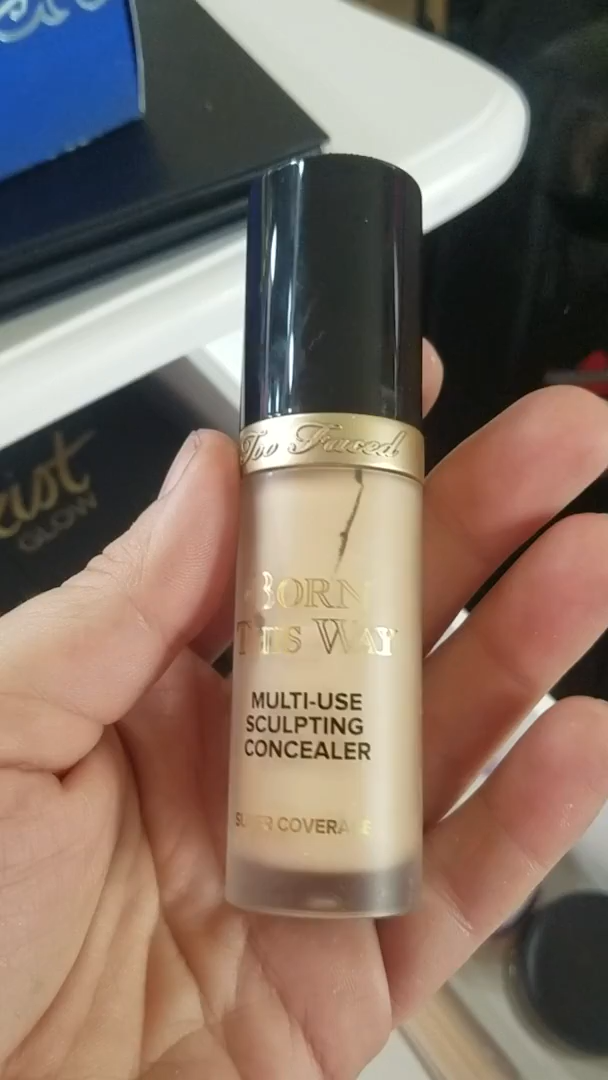 Too Faced
BORN
THIS WAY
MULTI-USE
SCULPTING
CONCEALER
SUPER COVERAGE
GLOW